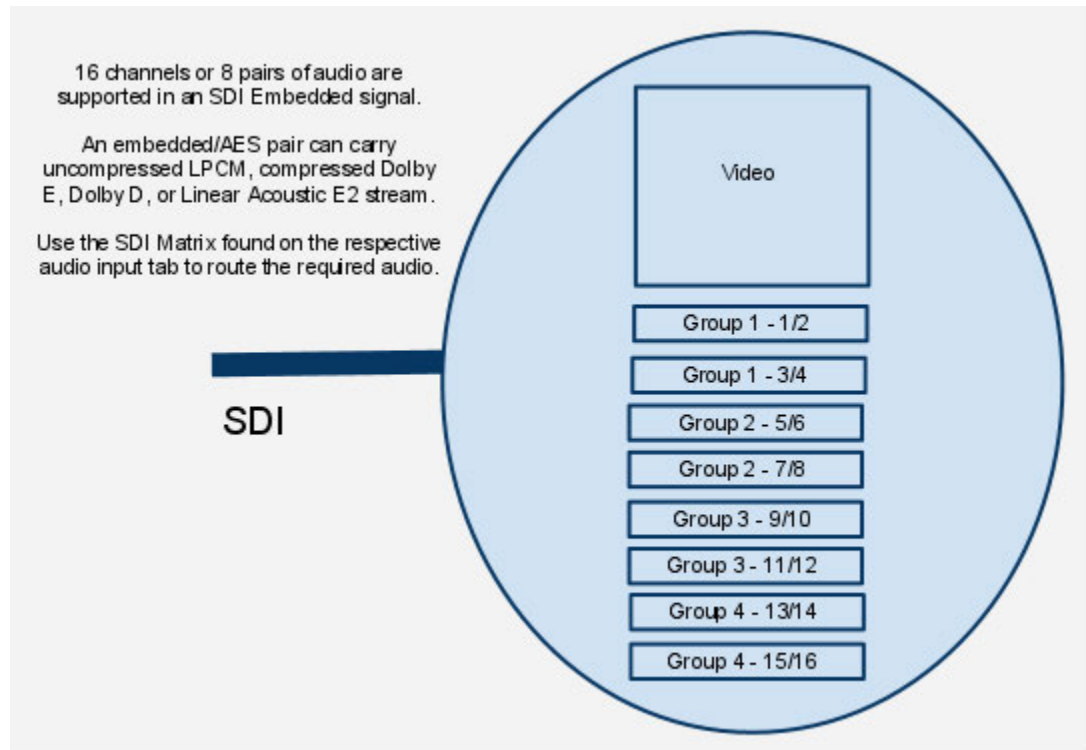 16 channels or 8 pairs of audio are
supported in an SDI Embedded signal.
An embedded/AES pair can carry
uncompressed LPCM, compressed Dolby
E, Dolby D, or Linear Acoustic E2 stream.
Use the SDI Matrix found on the respective
audio input tab to route the required audio.
SDI
Video
Group 1 - 1/2
Group 1 - 3/4
Group 2 - 5/6
Group 2 - 7/8
Group 3 - 9/10
Group 3 - 11/12
Group 4 - 13/14
Group 4 - 15/16